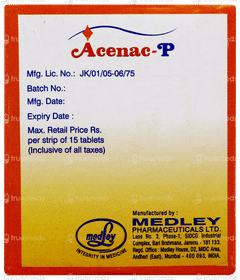 Acenac-P
Mfg. Lic. No.: JK/01/05-06/75
Batch No.:
Mfg. Date:
Expiry Date :
Max. Retail Price Rs.
per strip of 15 tablets
(Inclusive of all taxes)
Manufactured by :
MEDLEY
PHARMACEUTICALS LTD.
Lane No. 3, Phase-1, SIDCO Industrial
Complex, Bari Brahmana, Jammu - 181 133.
Regd. Office : Medley House, D2, MIDC Area,
Andheri (East), Mumbai - 400 093, INDIA.
medley
INTEGRITY IN MEDICINE